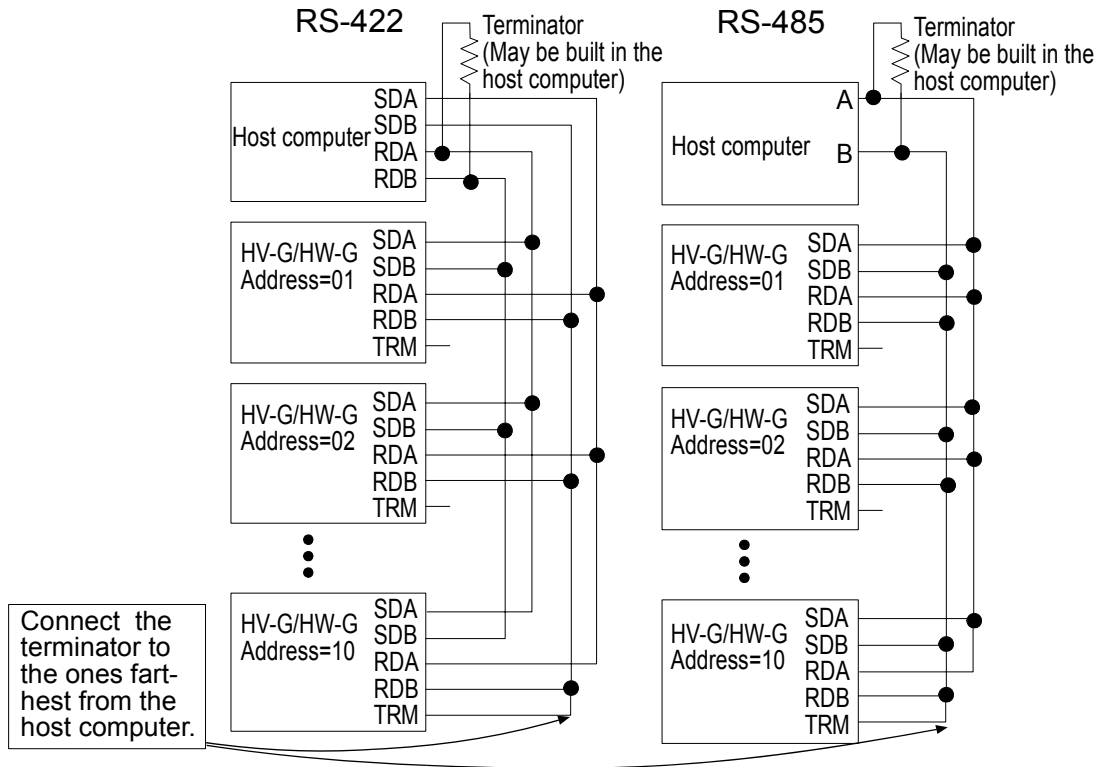 RS-422
Terminator
(May be built in the
host computer)
Host computer
SDA
SDB
RDA
RDB
HV-G/HW-G
Address=01
SDA
SDB
RDA
RDB
TRM
HV-G/HW-G
Address=02
SDA
SDB
RDA
RDB
TRM
HV-G/HW-G
Address=10
SDA
SDB
RDA
RDB
TRM
Connect the
terminator to
the ones fart-
hest from the
host computer.
RS-485
Terminator
(May be built in the
host computer)
Host computer
A
B
HV-G/HW-G
Address=01
SDA
SDB
RDA
RDB
TRM
HV-G/HW-G
Address=02
SDA
SDB
RDA
RDB
TRM
HV-G/HW-G
Address=10
SDA
SDB
RDA
RDB
TRM